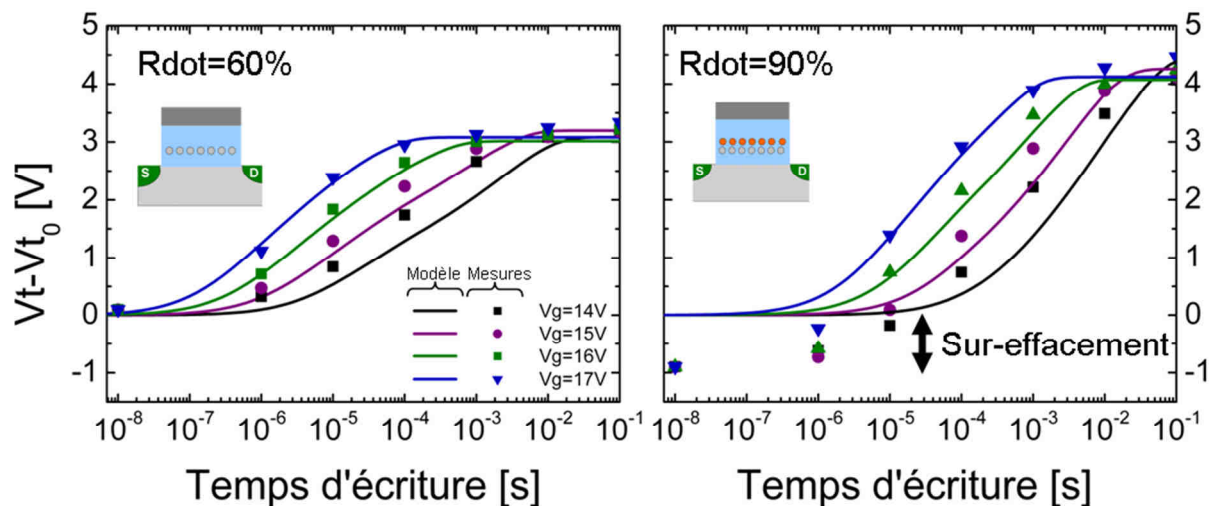 Rdot=60%
S
D
Modèle Mesures
Vg=14V
Vg=15V
Vg=16V
Vg=17V
5
4
3
2
1
0
-1
Vt-Vt0 [V]
10-8 10-7 10-6 10-5 10-4 10-3 10-2 10-1
Temps d'écriture [s]
Rdot=90%
S
D
Sur-effacement
5
4
3
2
1
0
-1
10-8 10-7 10-6 10-5 10-4 10-3 10-2 10-1
Temps d'écriture [s]